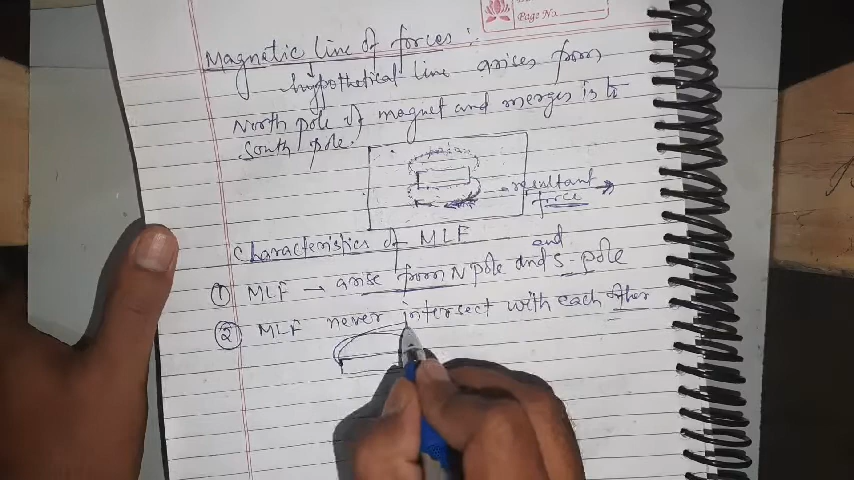 Page No.
Magnetic line of forces :-
hypothetical line arises from
North pole of magnet and merges is to
South pole.
resultant
force
Characteristics of MLF
and
① MLF → arise from N pole and S-pole
② MLF never intersect with each other